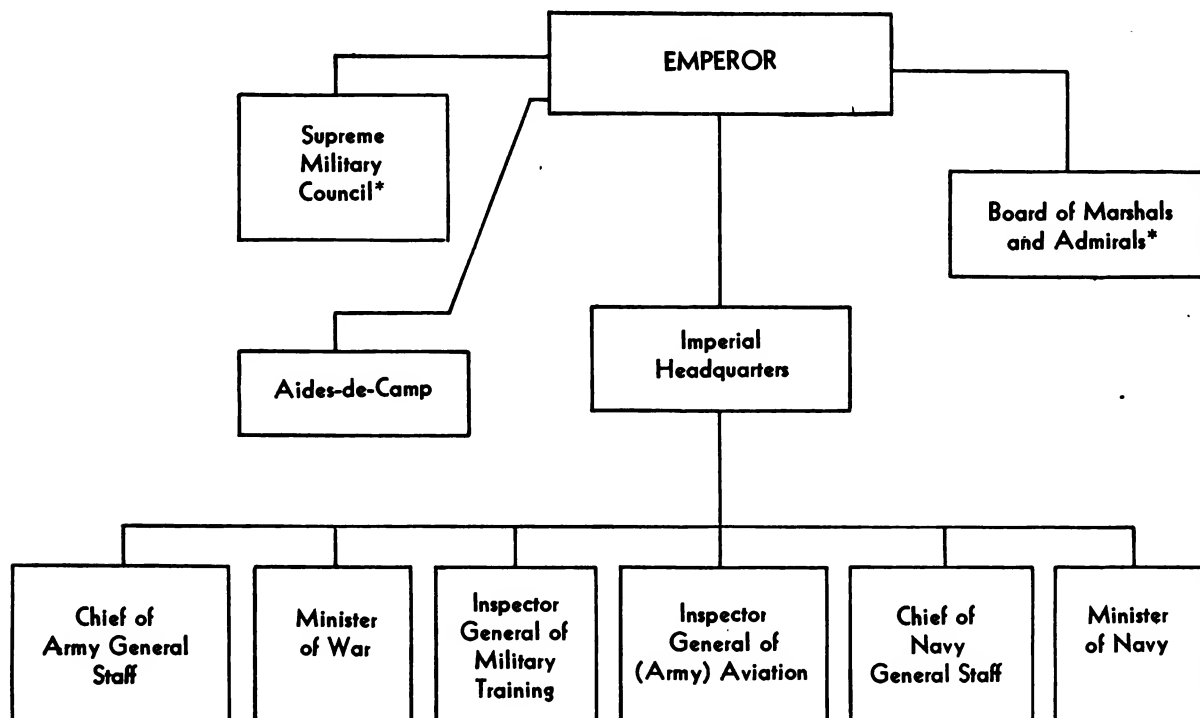 EMPEROR
Supreme
Military
Council*
Board of Marshals
and Admirals*
Aides-de-Camp
Imperial
Headquarters
Chief of
Army General
Staff
Minister
of War
Inspector
General of
Military
Training
Inspector
General of
(Army) Aviation
Chief of
Navy
General Staff
Minister
of Navy